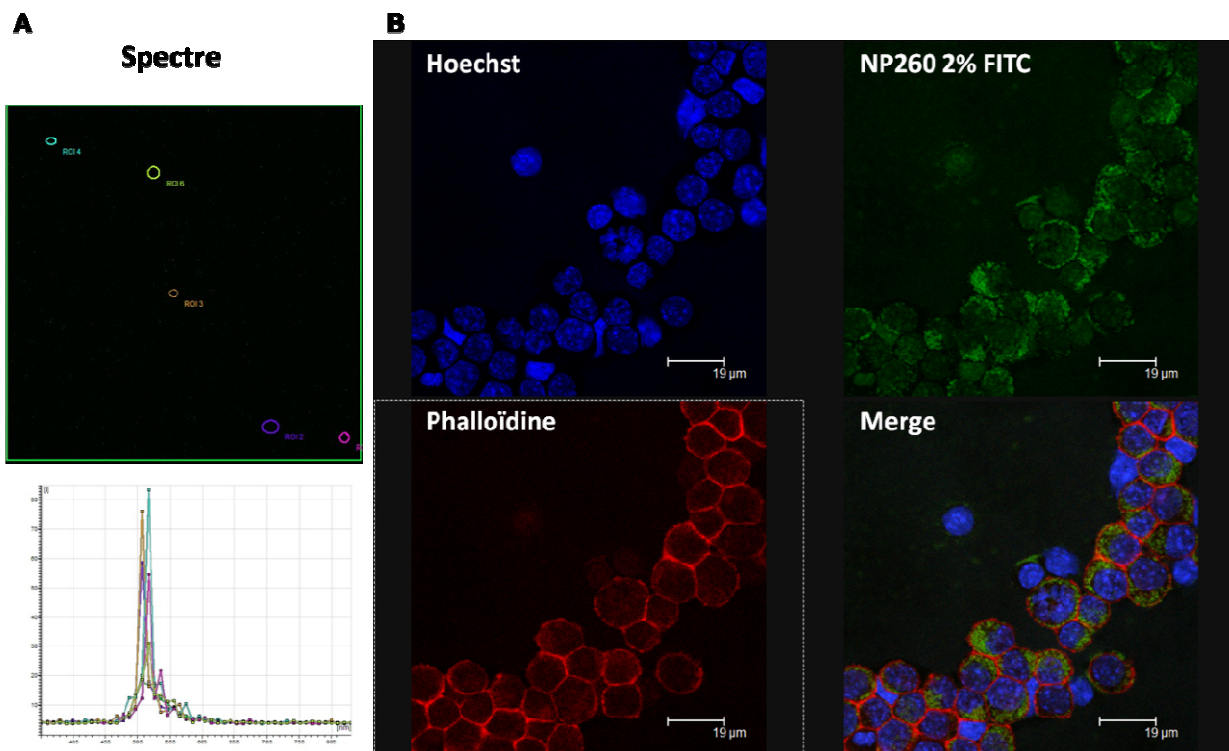 A
Spectre
ROI 4
ROI 6
ROI 3
ROI 2
B
Hoechst
19 µm
NP260 2% FITC
19 µm
Phalloïdine
19 µm
Merge
19 µm
[nm]